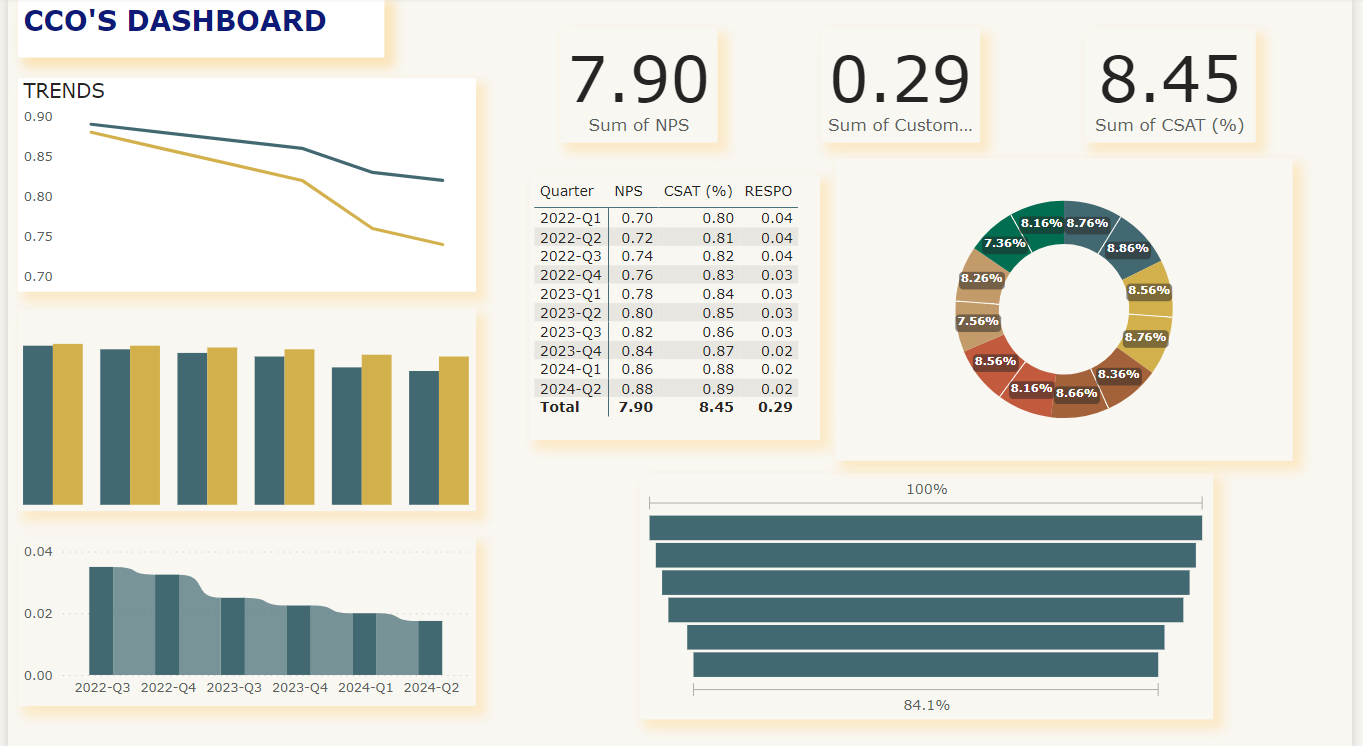 CCO'S DASHBOARD
TRENDS
0.90
0.85
0.80
0.75
0.70
7.90
Sum of NPS
0.29
Sum of Custom...
8.45
Sum of CSAT (%)
Quarter NPS CSAT (%) RESPO
2022-Q1 0.70 0.80 0.04
2022-Q2 0.72 0.81 0.04
2022-Q3 0.74 0.82 0.04
2022-Q4 0.76 0.83 0.03
2023-Q1 0.78 0.84 0.03
2023-Q2 0.80 0.85 0.03
2023-Q3 0.82 0.86 0.03
2023-Q4 0.84 0.87 0.02
2024-Q1 0.86 0.88 0.02
2024-Q2 0.88 0.89 0.02
Total 7.90 8.45 0.29
8.76%
8.86%
8.56%
8.76%
8.36%
8.66%
8.16%
8.56%
7.56%
8.26%
7.36%
8.16%
0.04
0.02
0.00
2022-Q3 2022-Q4 2023-Q3 2023-Q4 2024-Q1 2024-Q2
100%
84.1%